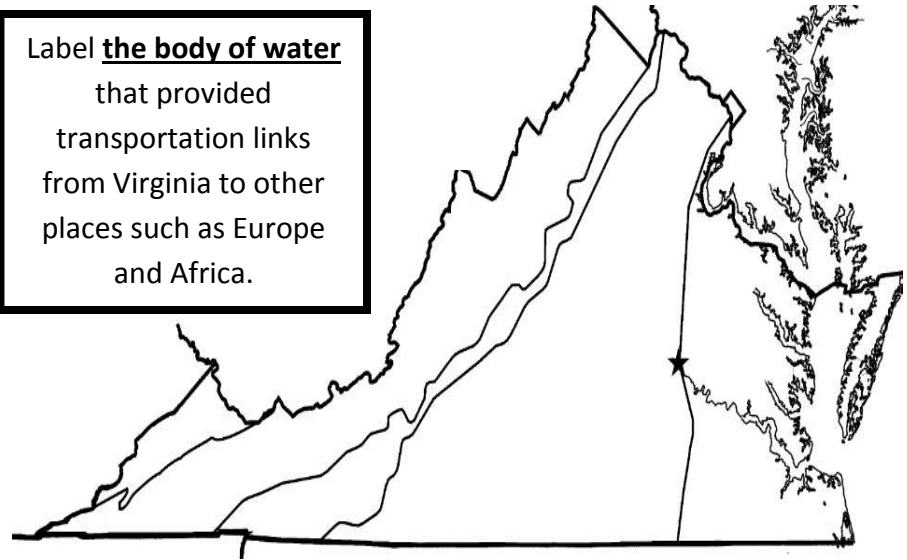 Label the body of water
that provided
transportation links
from Virginia to other
places such as Europe
and Africa.